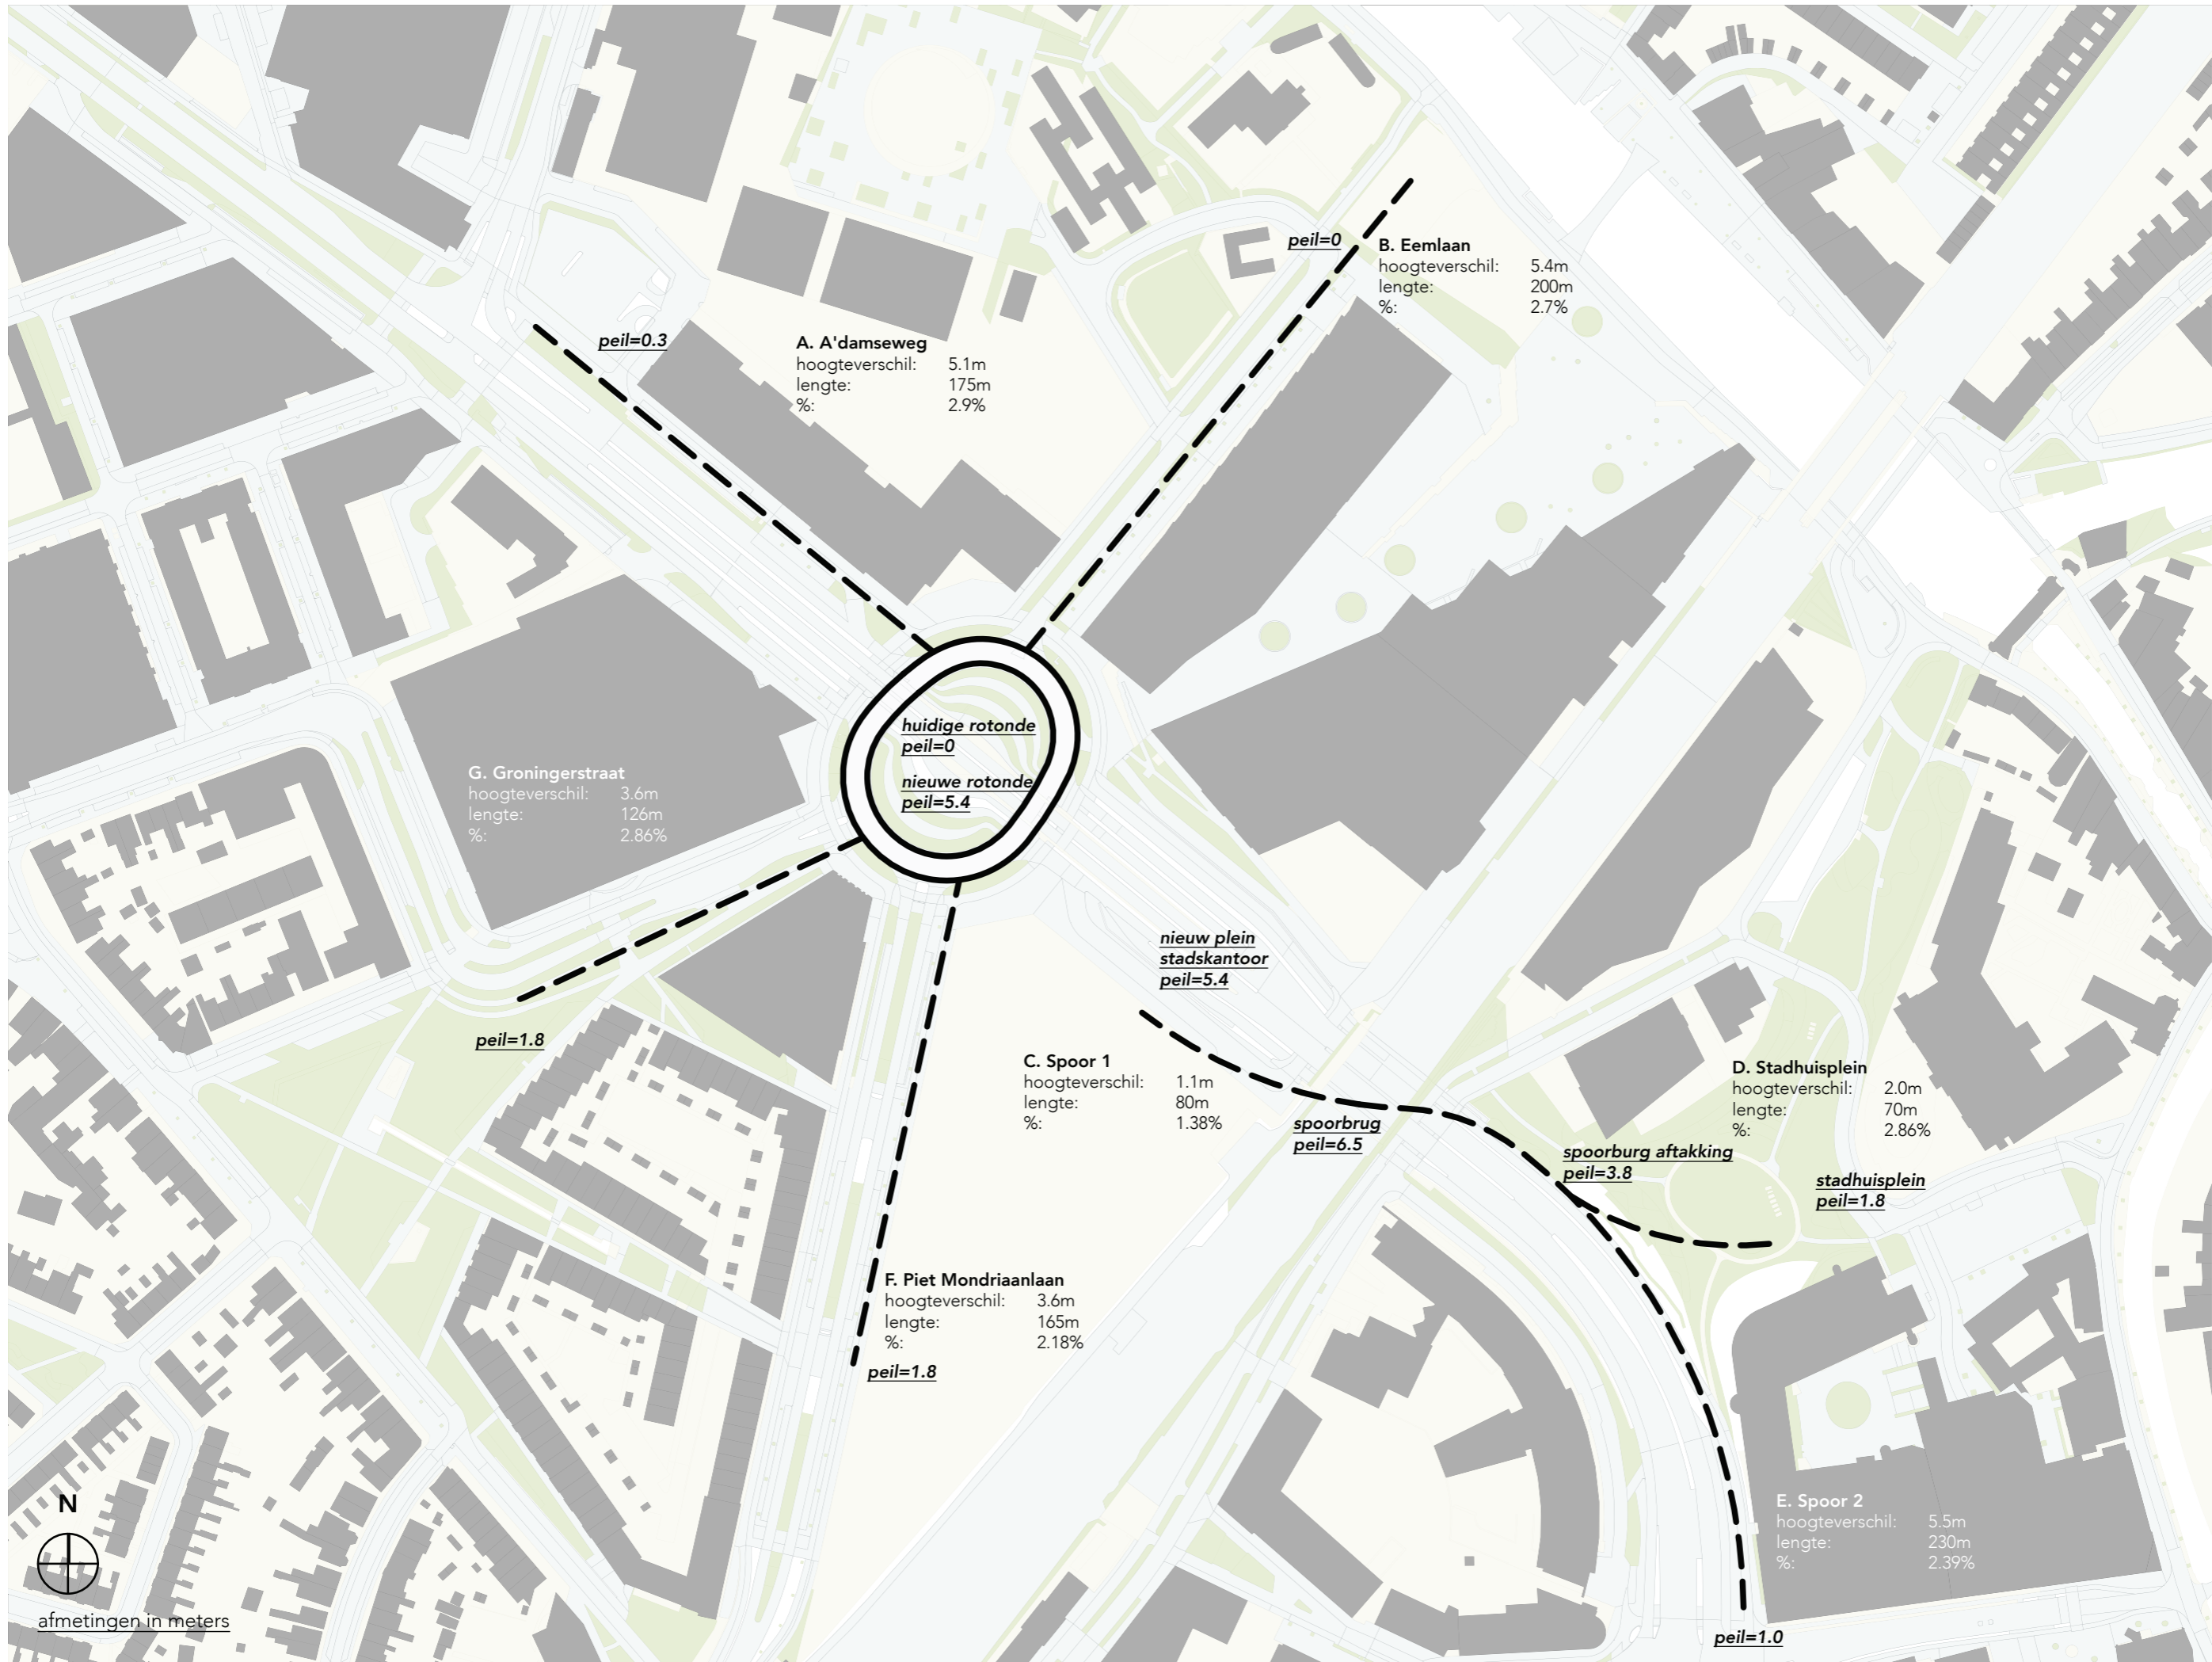 peil=0
B. Eemlaan
hoogteverschil: 5.4m
lengte: 200m
%: 2.7%
peil=0.3
A. A'damseweg
hoogteverschil: 5.1m
lengte: 175m
%: 2.9%
huidige rotonde
peil=0
nieuwe rotonde
peil=5.4
G. Groningerstraat
hoogteverschil: 3.6m
lengte: 126m
%: 2.86%
nieuw plein
stadskantoor
peil=5.4
peil=1.8
C. Spoor 1
hoogteverschil: 1.1m
lengte: 80m
%: 1.38%
spoorbrug
peil=6.5
D. Stadhuisplein
hoogteverschil: 2.0m
lengte: 70m
%: 2.86%
spoorburg aftakking
peil=3.8
stadhuisplein
peil=1.8
F. Piet Mondriaanlaan
hoogteverschil: 3.6m
lengte: 165m
%: 2.18%
peil=1.8
E. Spoor 2
hoogteverschil: 5.5m
lengte: 230m
%: 2.39%
peil=1.0
N
afmetingen in meters